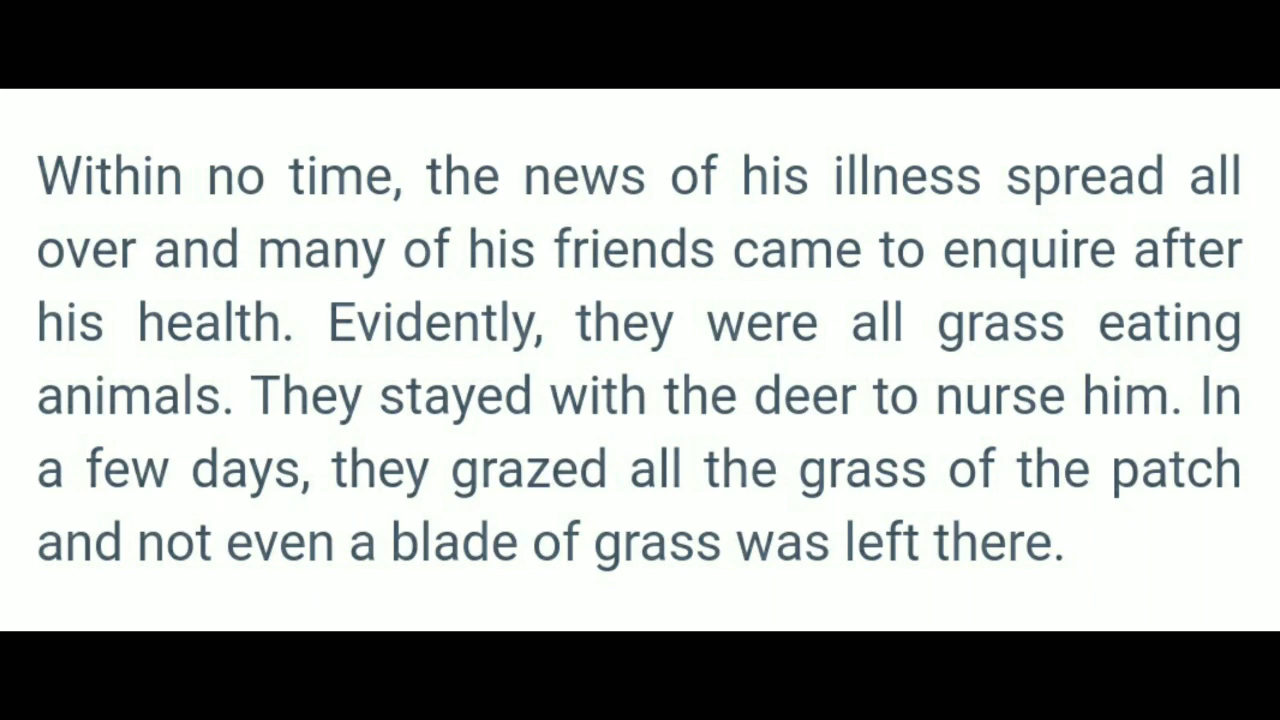 Within no time, the news of his illness spread all
over and many of his friends came to enquire after
his health. Evidently, they were all grass eating
animals. They stayed with the deer to nurse him. In
a few days, they grazed all the grass of the patch
and not even a blade of grass was left there.